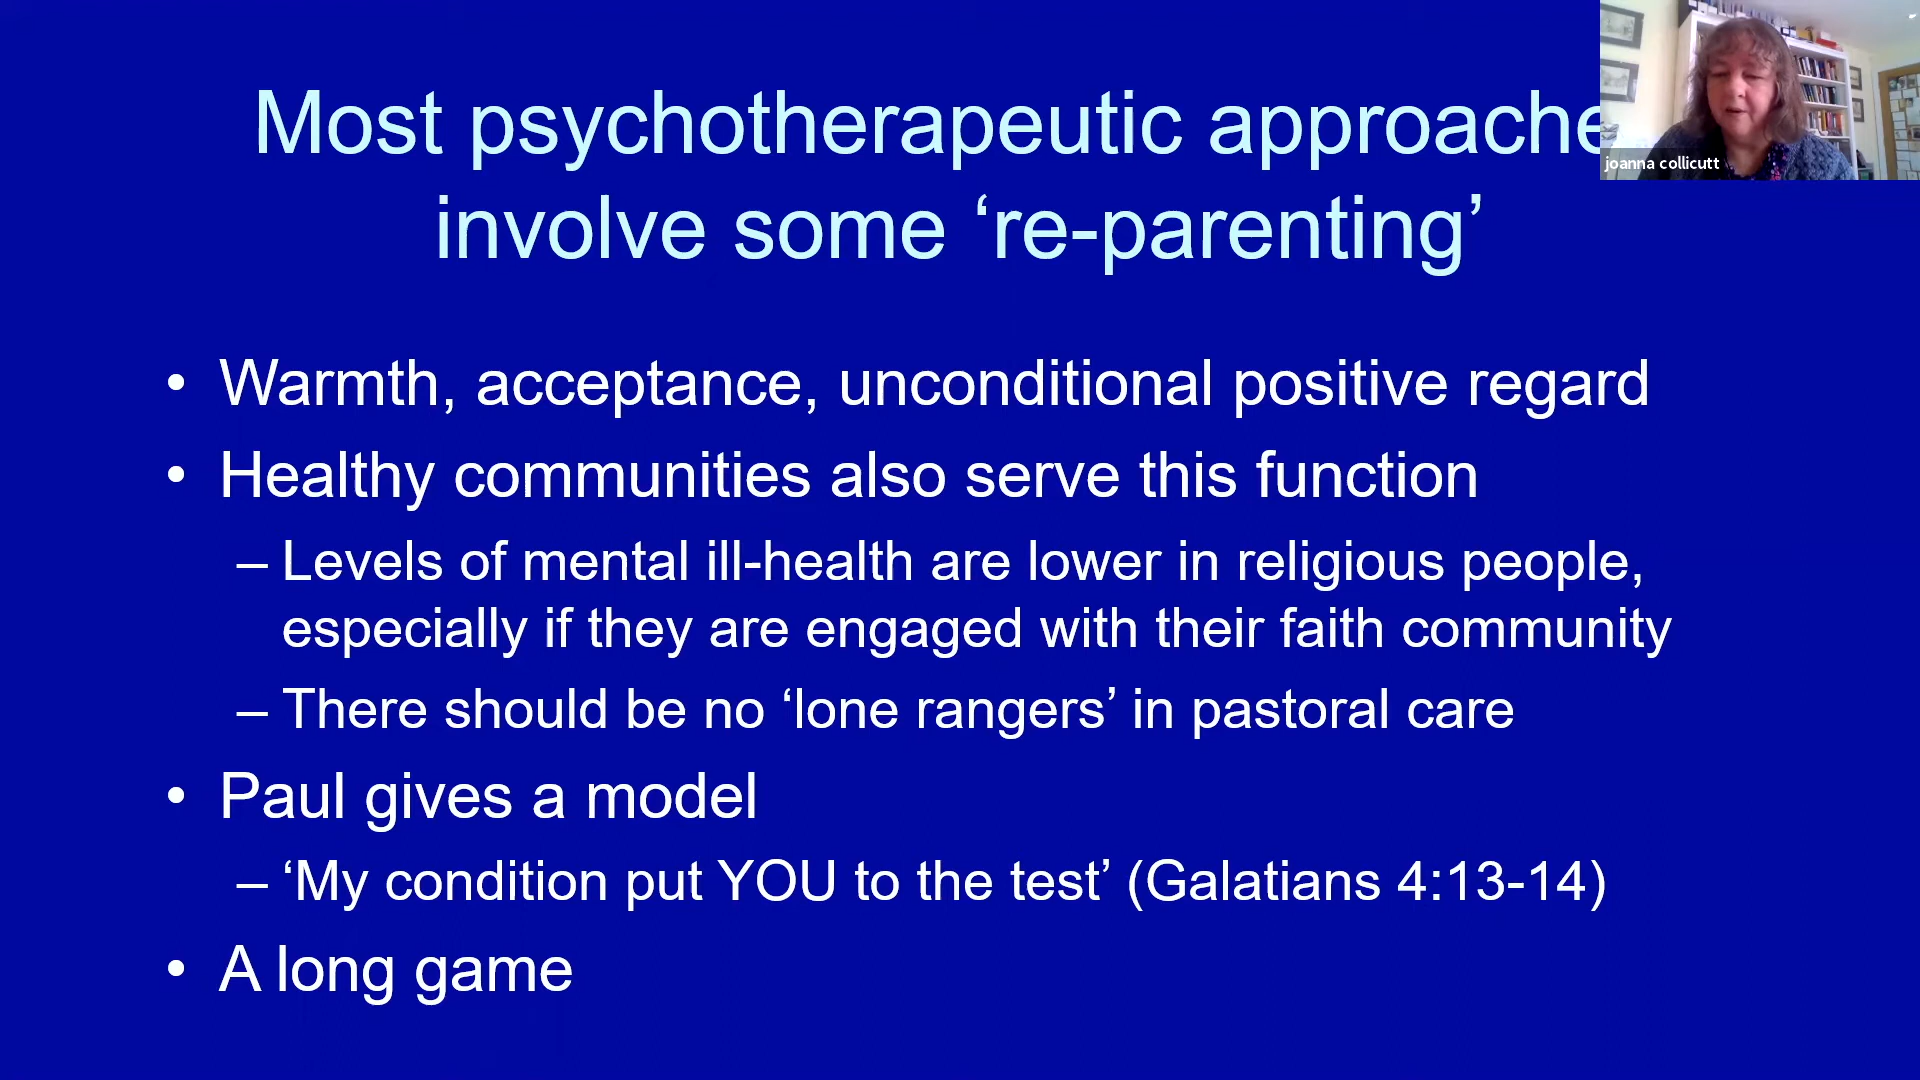 Most psychotherapeutic approache
involve some ‘re-parenting’
joanna collicutt
• Warmth, acceptance, unconditional positive regard
• Healthy communities also serve this function
– Levels of mental ill-health are lower in religious people,
especially if they are engaged with their faith community
– There should be no ‘lone rangers’ in pastoral care
• Paul gives a model
– ‘My condition put YOU to the test’ (Galatians 4:13-14)
• A long game